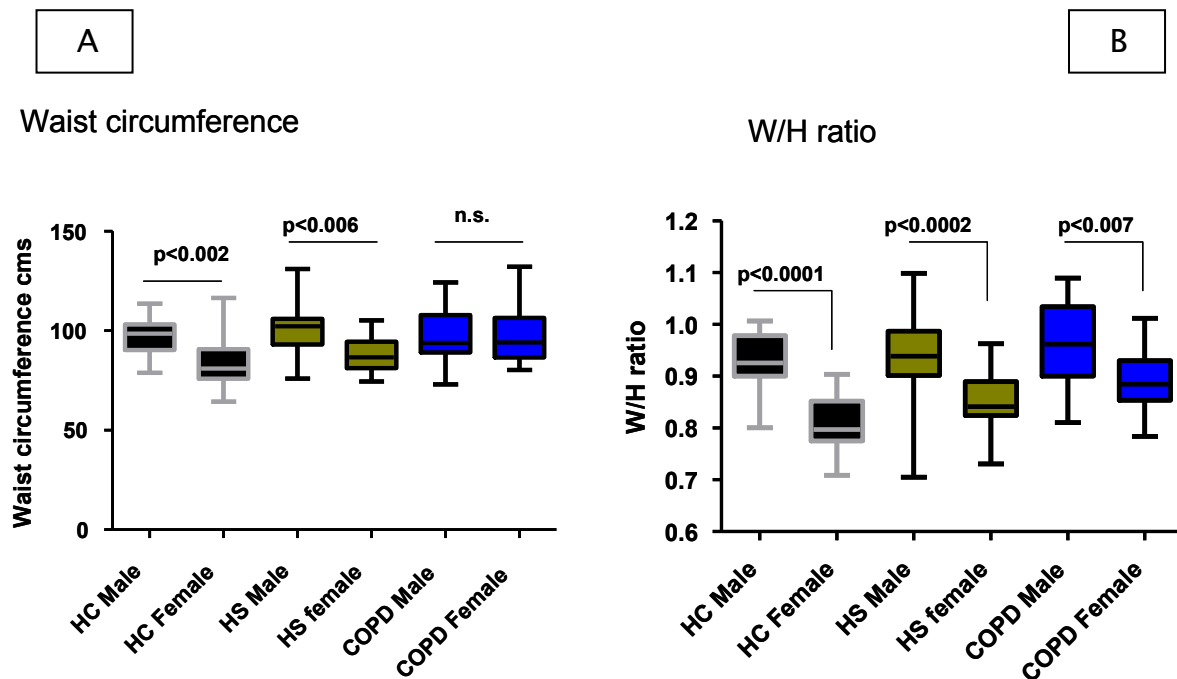 A
B
Waist circumference
W/H ratio
Waist circumference cms
150
100
50
0
p<0.002
p<0.006
n.s.
HC Male
HC Female
HS Male
HS female
COPD Male
COPD Female
W/H ratio
1.2
1.1
1.0
0.9
0.8
0.7
0.6
p<0.0001
p<0.0002
p<0.007
HC Male
HC Female
HS Male
HS female
COPD Male
COPD Female